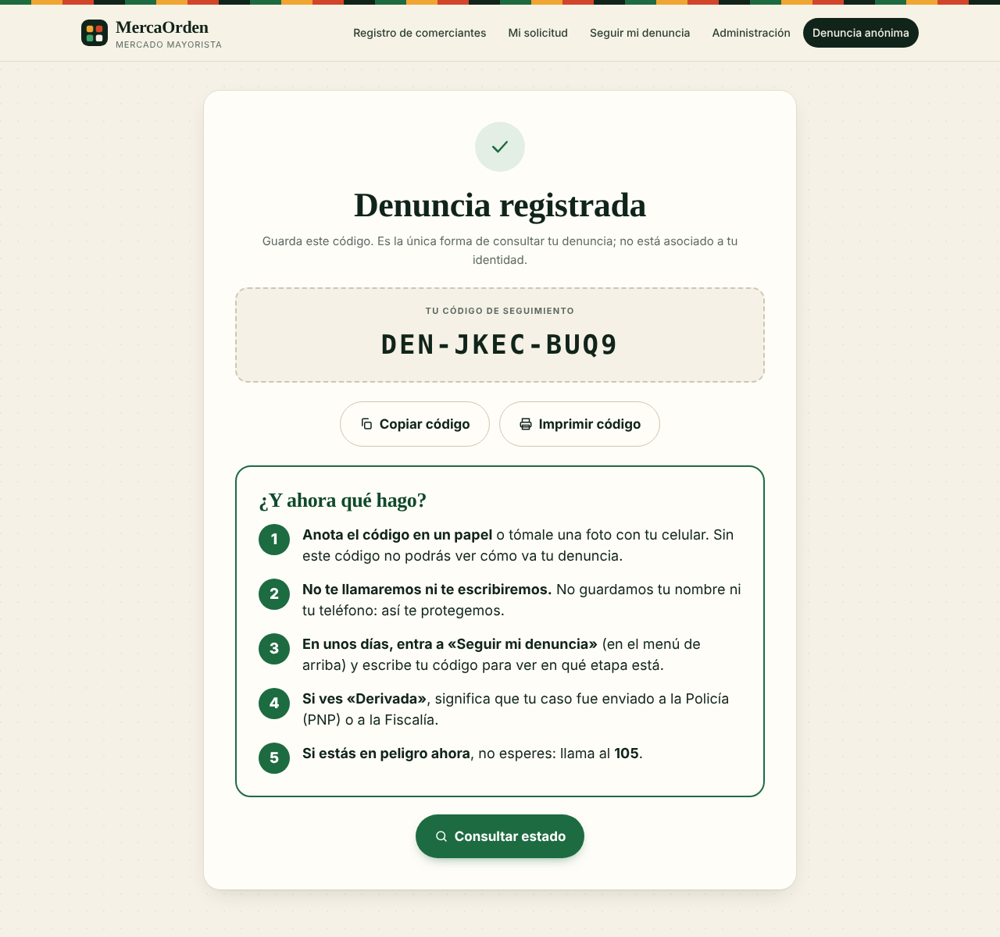 MercaOrden
MERCADO MAYORISTA
Registro de comerciantes
Mi solicitud
Seguir mi denuncia
Administración
Denuncia anónima
Denuncia registrada
Guarda este código. Es la única forma de consultar tu denuncia; no está asociado a tu
identidad.
TU CÓDIGO DE SEGUIMIENTO
DEN-JKEC-BUQ9
Copiar código
Imprimir código
¿Y ahora qué hago?
1 Anota el código en un papel o tómale una foto con tu celular. Sin
este código no podrás ver cómo va tu denuncia.
2 No te llamaremos ni te escribiremos. No guardamos tu nombre ni
tu teléfono: así te protegemos.
3 En unos días, entra a «Seguir mi denuncia» (en el menú de
arriba) y escribe tu código para ver en qué etapa está.
4 Si ves «Derivada», significa que tu caso fue enviado a la Policía
(PNP) o a la Fiscalía.
5 Si estás en peligro ahora, no esperes: llama al 105.
Consultar estado